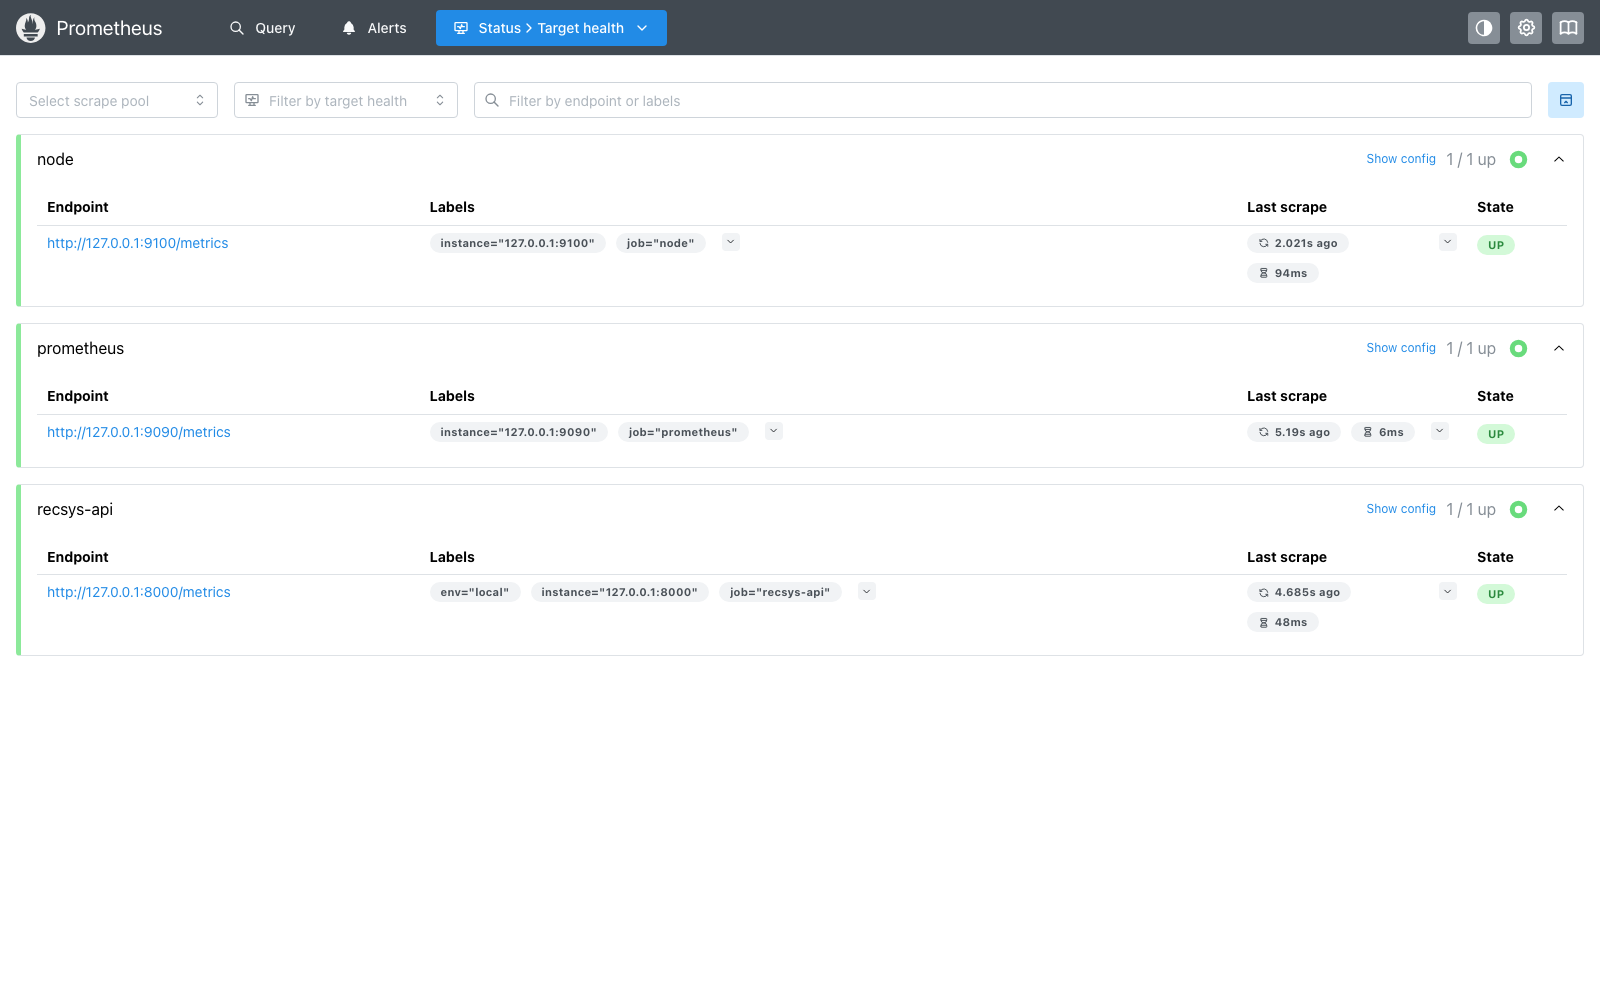 Prometheus
Query
Alerts
Status > Target health
Select scrape pool
Filter by target health
Filter by endpoint or labels
node
Show config 1 / 1 up
Endpoint Labels Last scrape State
http://127.0.0.1:9100/metrics instance="127.0.0.1:9100" job="node" 2.021s ago UP
94ms
prometheus
Show config 1 / 1 up
Endpoint Labels Last scrape State
http://127.0.0.1:9090/metrics instance="127.0.0.1:9090" job="prometheus" 5.19s ago 6ms UP
recsys-api
Show config 1 / 1 up
Endpoint Labels Last scrape State
http://127.0.0.1:8000/metrics env="local" instance="127.0.0.1:8000" job="recsys-api" 4.685s ago UP
48ms